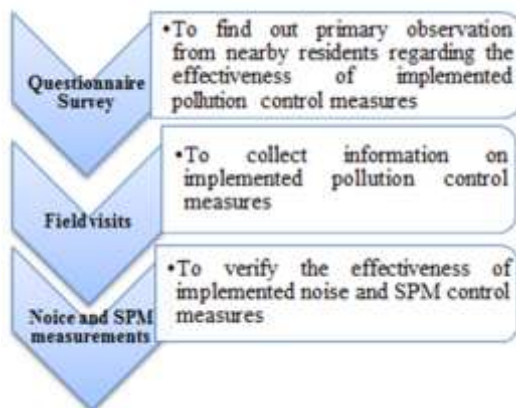 Questionnaire
Survey
•To find out primary observation
from nearby residents regarding the
effectiveness of implemented
pollution control measures
Field visits
•To collect information on
implemented pollution control
measures
Noice and SPM
measurements
•To verify the effectiveness of
implemented noise and SPM control
measures